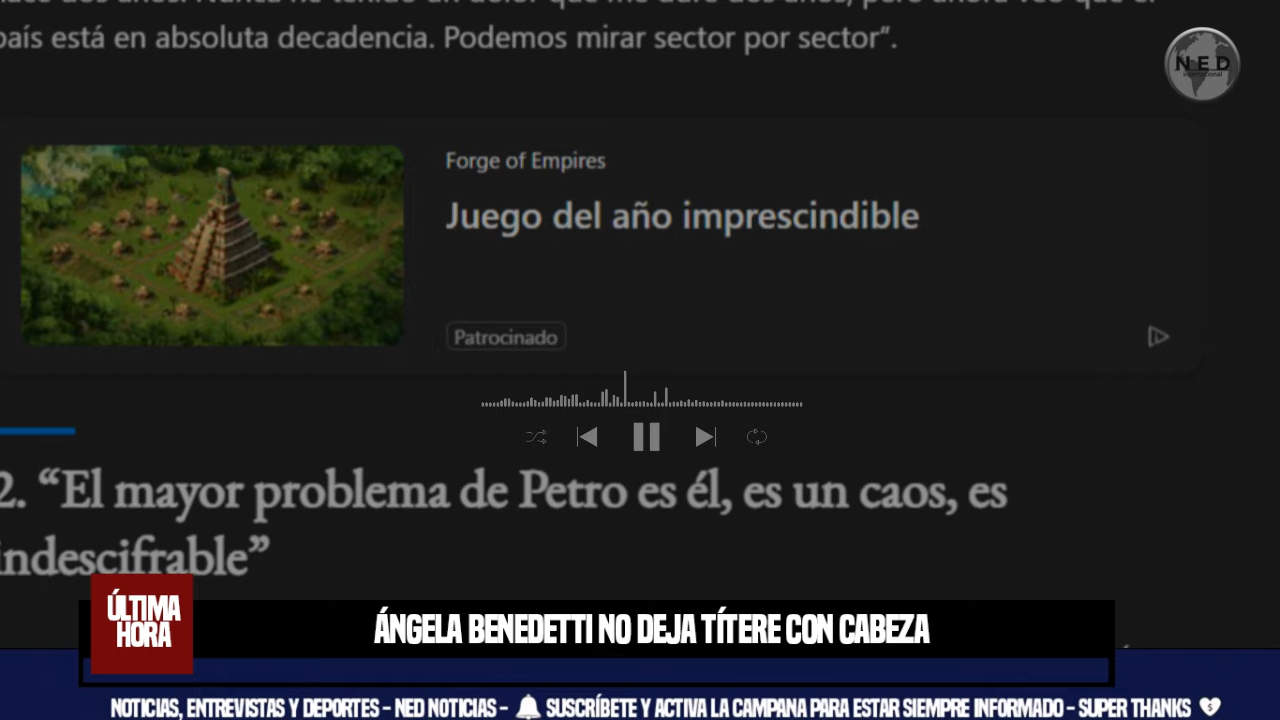 país está en absoluta decadencia. Podemos mirar sector por sector”.
NED
international
Forge of Empires
Juego del año imprescindible
Patrocinado
2. “El mayor problema de Petro es él, es un caos, es
indescifrable”
ÚLTIMA
HORA
ÁNGELA BENEDETTI NO DEJA TÍTERE CON CABEZA
NOTICIAS, ENTREVISTAS Y DEPORTES - NED NOTICIAS - 🔔 SUSCRÍBETE Y ACTIVA LA CAMPANA PARA ESTAR SIEMPRE INFORMADO - SUPER THANKS